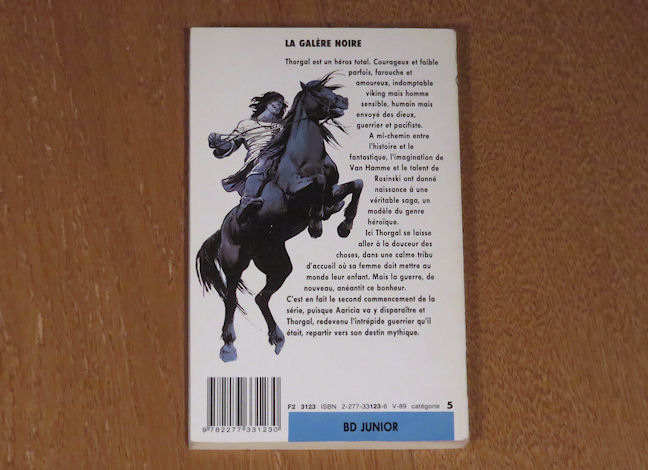 LA GALÈRE NOIRE
Thorgal est un héros total. Courageux et faible
parfois, farouche et
amoureux, indomptable
viking mais homme
sensible, humain mais
envoyé des dieux,
guerrier et pacifiste.
A mi-chemin entre
l'histoire et le
fantastique, l'imagination de
Van Hamme et le talent de
Rosinski ont donné
naissance à une
véritable saga, un
modèle du genre
héroïque.
Ici Thorgal se laisse
aller à la douceur des
choses, dans une calme tribu
d'accueil où sa femme doit mettre au
monde leur enfant. Mais la guerre, de
nouveau, anéantit ce bonheur.
C'est en fait le second commencement de la
série, puisque Aaricia va y disparaître et
Thorgal, redevenu l'intrépide guerrier qu'il
était, repartir vers son destin mythique.
F2 3123 ISBN 2-277-33123-6 V-89 catégorie 5
9 782277 331230
BD JUNIOR